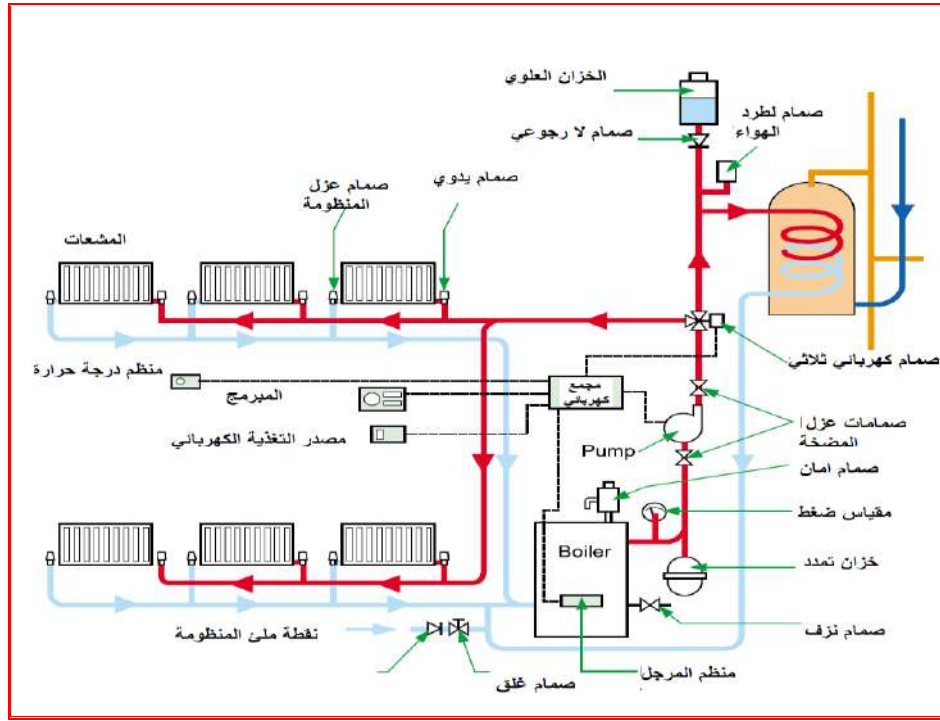 الخزان العلوي
صمام لطرد
الهواء
صمام لا رجوعي
صمام عزل
المنظومة
صمام يدوي
المشعات
صمام كهربائي ثلاثي
منظم درجة حرارة
المبرمج
مجمع
كهربائي
مصدر التغذية الكهربائي
Pump
صمامات عزل
المضخة
صمام امان
مقياس ضغط
Boiler
خزان تمدد
نقطة ملئ المنظومة
صمام نزف
صمام غلق
منظم المرجل